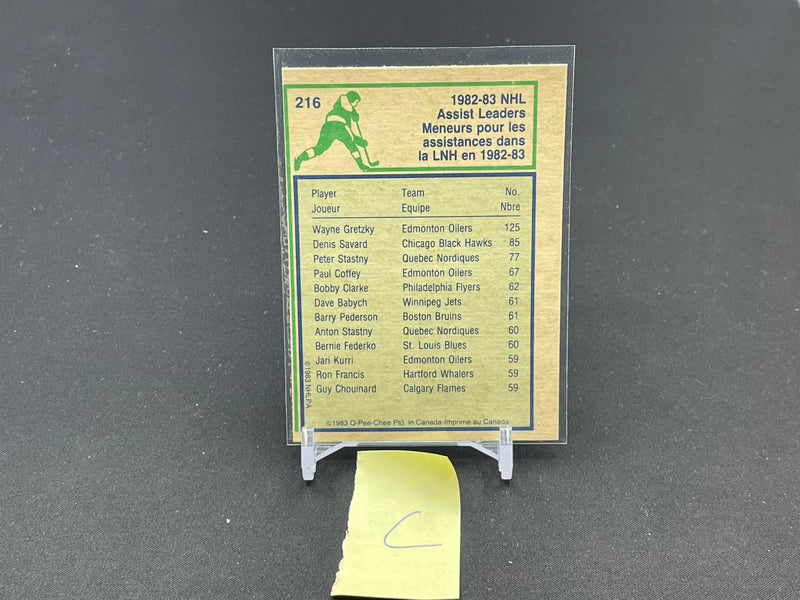 216
1982-83 NHL
Assist Leaders
Meneurs pour les
assistances dans
la LNH en 1982-83
Player Team No.
Joueur Equipe Nbre
Wayne Gretzky Edmonton Oilers 125
Denis Savard Chicago Black Hawks 85
Peter Stastny Quebec Nordiques 77
Paul Coffey Edmonton Oilers 67
Bobby Clarke Philadelphia Flyers 62
Dave Babych Winnipeg Jets 61
Barry Pederson Boston Bruins 61
Anton Stastny Quebec Nordiques 60
Bernie Federko St. Louis Blues 60
Jari Kurri Edmonton Oilers 59
Ron Francis Hartford Whalers 59
Guy Chouinard Calgary Flames 59
©1983 NHLPA
©1983 O-Pee-Chee Ptd. in Canada-Imprimé au Canada
C